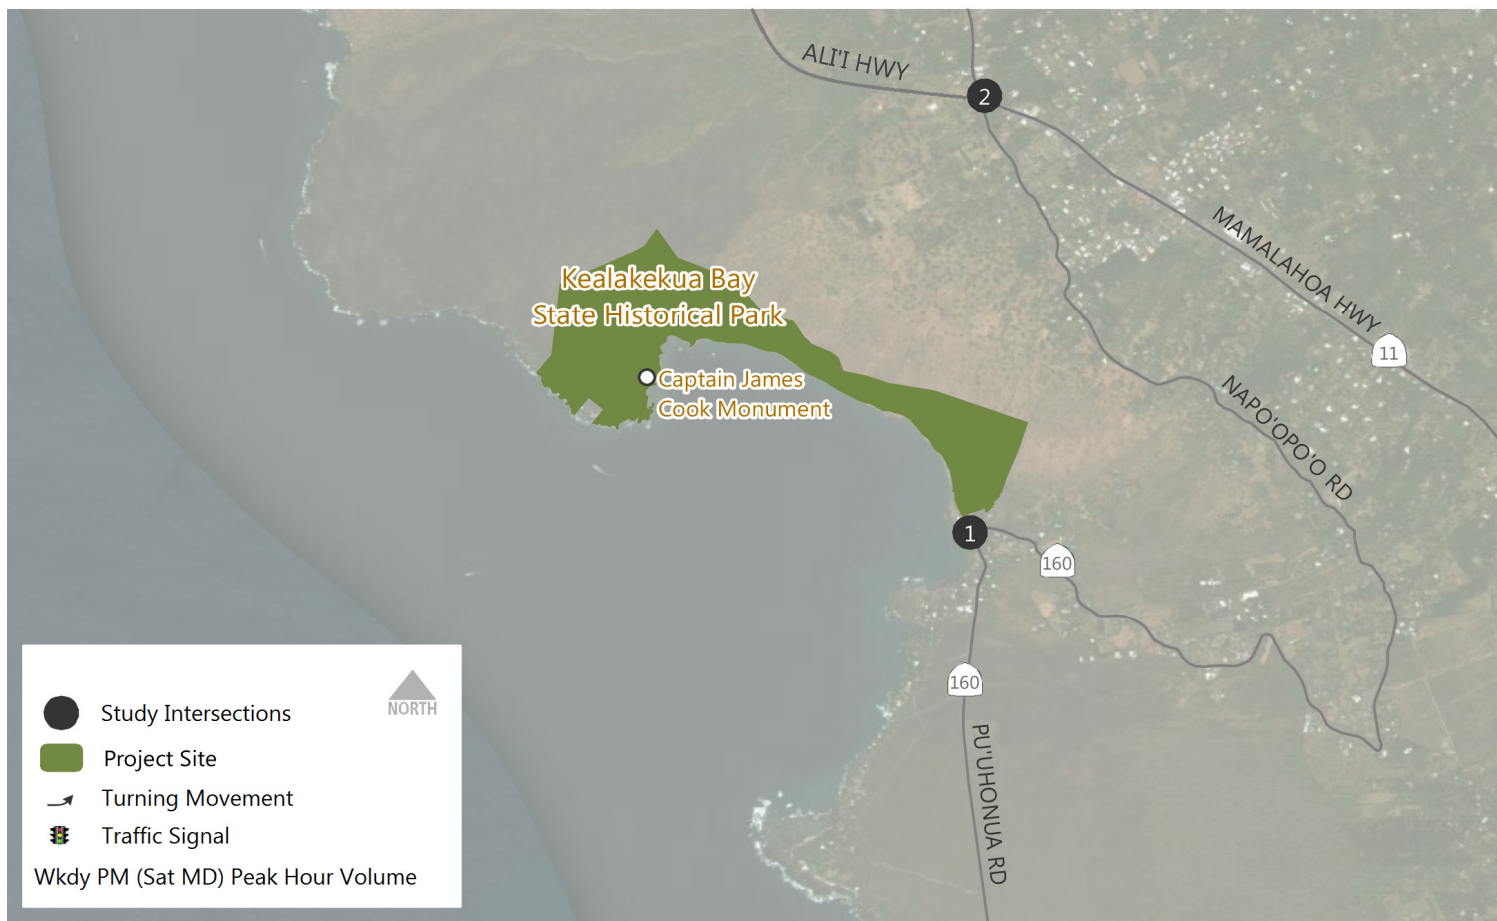 ALI'I HWY
2
MAMALAHOA HWY
11
Kealakekua Bay
State Historical Park
Captain James
Cook Monument
NAPO'OPO'O RD
1
160
160
PU'UHONUA RD
NORTH
Study Intersections
Project Site
Turning Movement
Traffic Signal
Wkdy PM (Sat MD) Peak Hour Volume